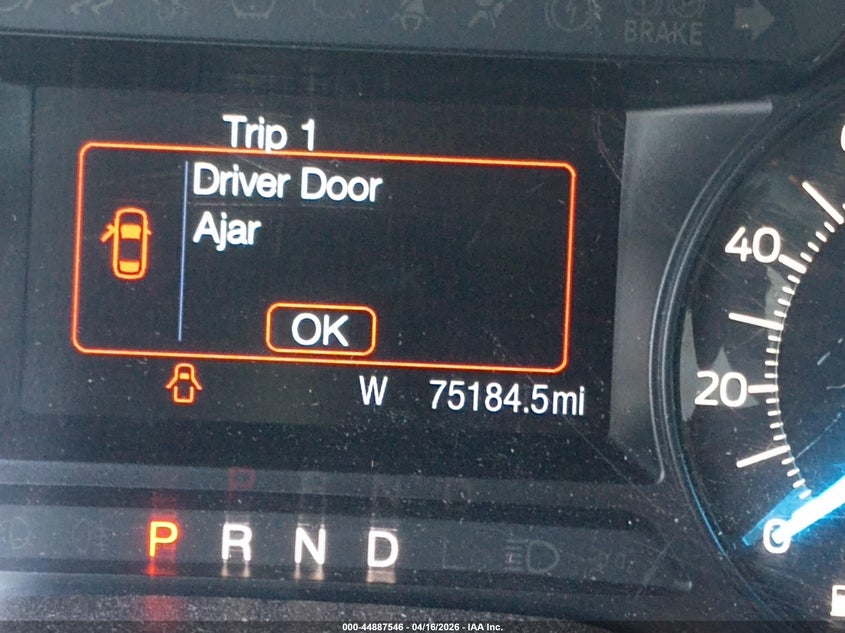 BRAKE
Trip 1
Driver Door
Ajar
OK
W 75184.5mi
40
20
0
P R N D
000-44887546 - 04/16/2026 - IAA Inc.